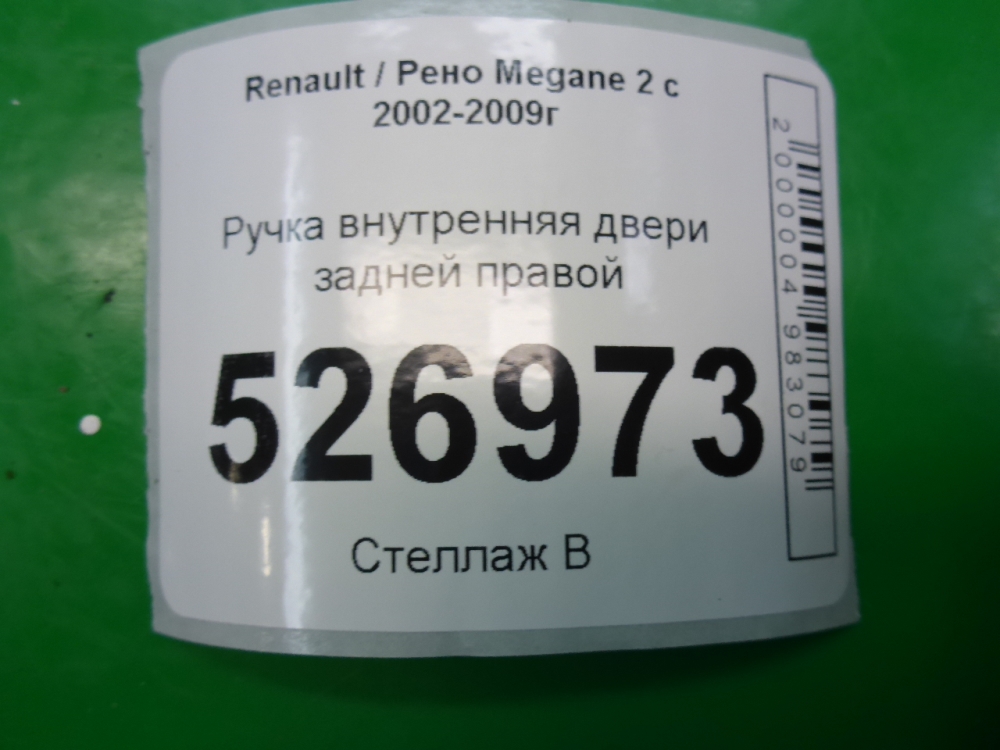 Renault / Рено Megane 2 с
2002-2009г
Ручка внутренняя двери
задней правой
526973
Стеллаж В
2000004983079